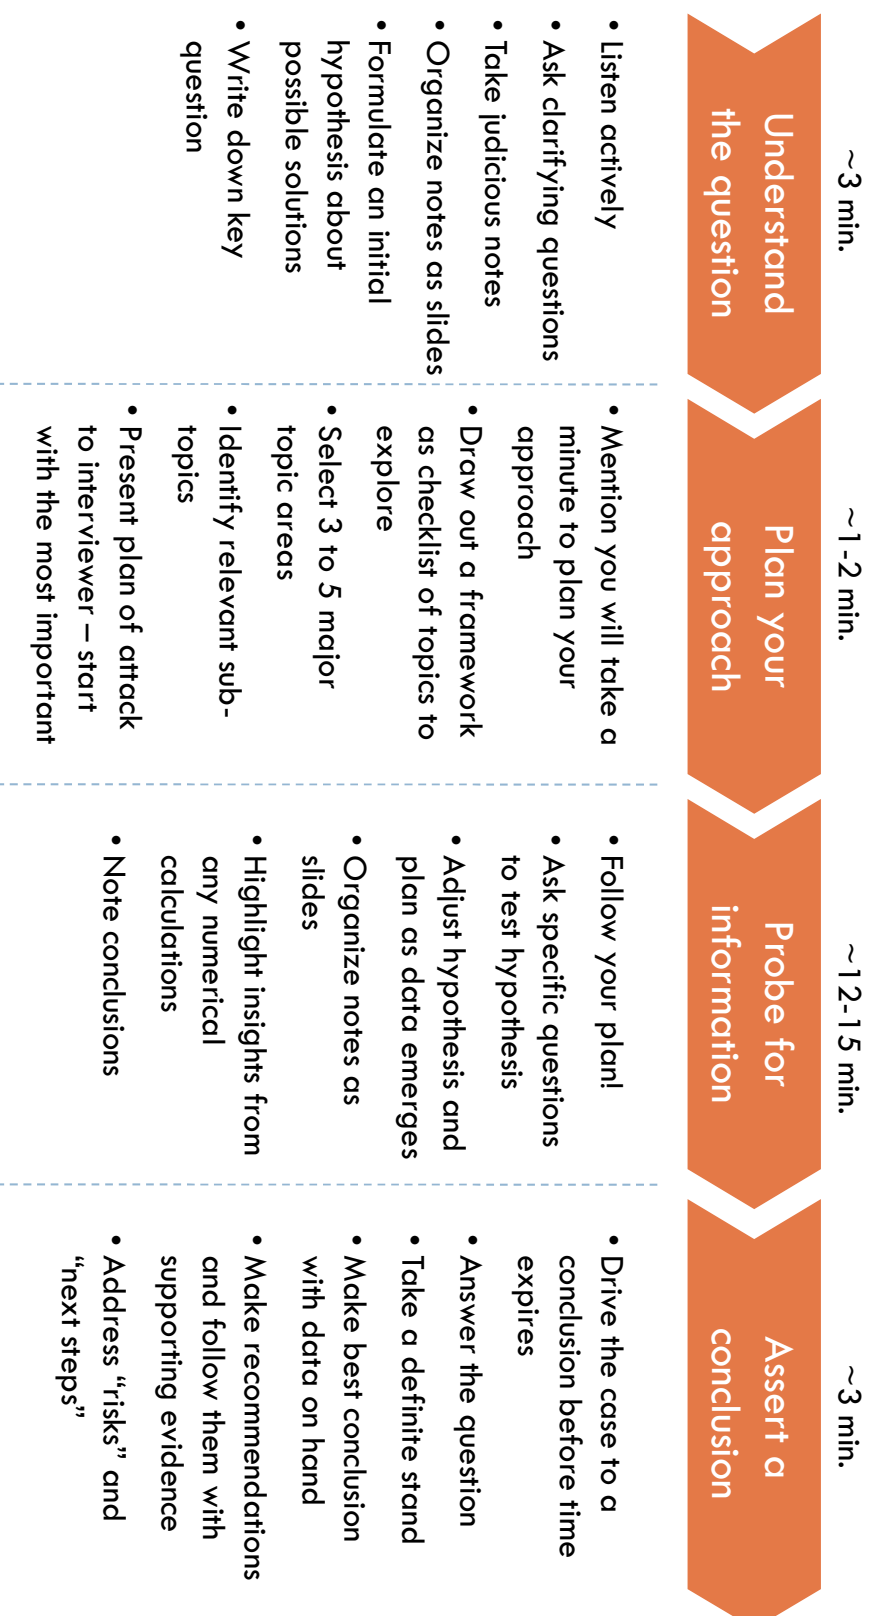 ~3 min.
Understand
the question
• Listen actively
• Ask clarifying questions
• Take judicious notes
• Organize notes as slides
• Formulate an initial
hypothesis about
possible solutions
• Write down key
question
~1-2 min.
Plan your
approach
• Mention you will take a
minute to plan your
approach
• Draw out a framework
as checklist of topics to
explore
• Select 3 to 5 major
topic areas
• Identify relevant sub-
topics
• Present plan of attack
to interviewer – start
with the most important
~12-15 min.
Probe for
information
• Follow your plan!
• Ask specific questions
to test hypothesis
• Adjust hypothesis and
plan as data emerges
• Organize notes as
slides
• Highlight insights from
any numerical
calculations
• Note conclusions
~3 min.
Assert a
conclusion
• Drive the case to a
conclusion before time
expires
• Answer the question
• Take a definite stand
• Make best conclusion
with data on hand
• Make recommendations
and follow them with
supporting evidence
• Address “risks” and
“next steps”